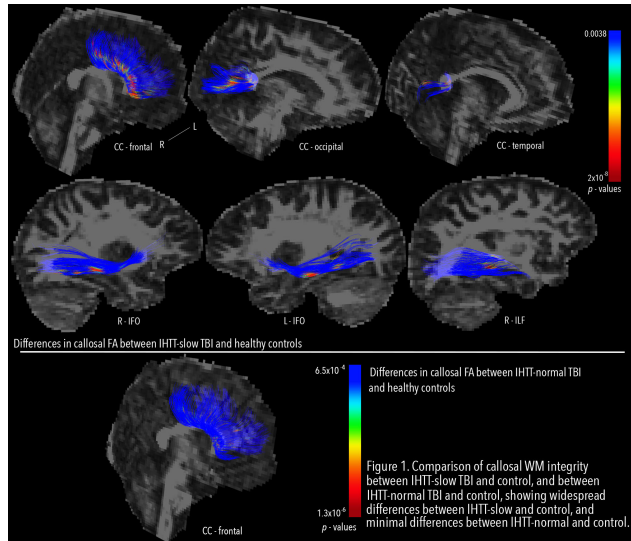 0.0038
2x10-8
p - values
R
L
CC - frontal
CC - occipital
CC - temporal
R - IFO
L - IFO
R - ILF
Differences in callosal FA between IHTT-slow TBI and healthy controls
6.5x10-4
1.3x10-6
p - values
Differences in callosal FA between IHTT-normal TBI
and healthy controls
CC - frontal
Figure 1. Comparison of callosal WM integrity
between IHTT-slow TBI and control, and between
IHTT-normal TBI and control, showing widespread
differences between IHTT-slow and control, and
minimal differences between IHTT-normal and control.